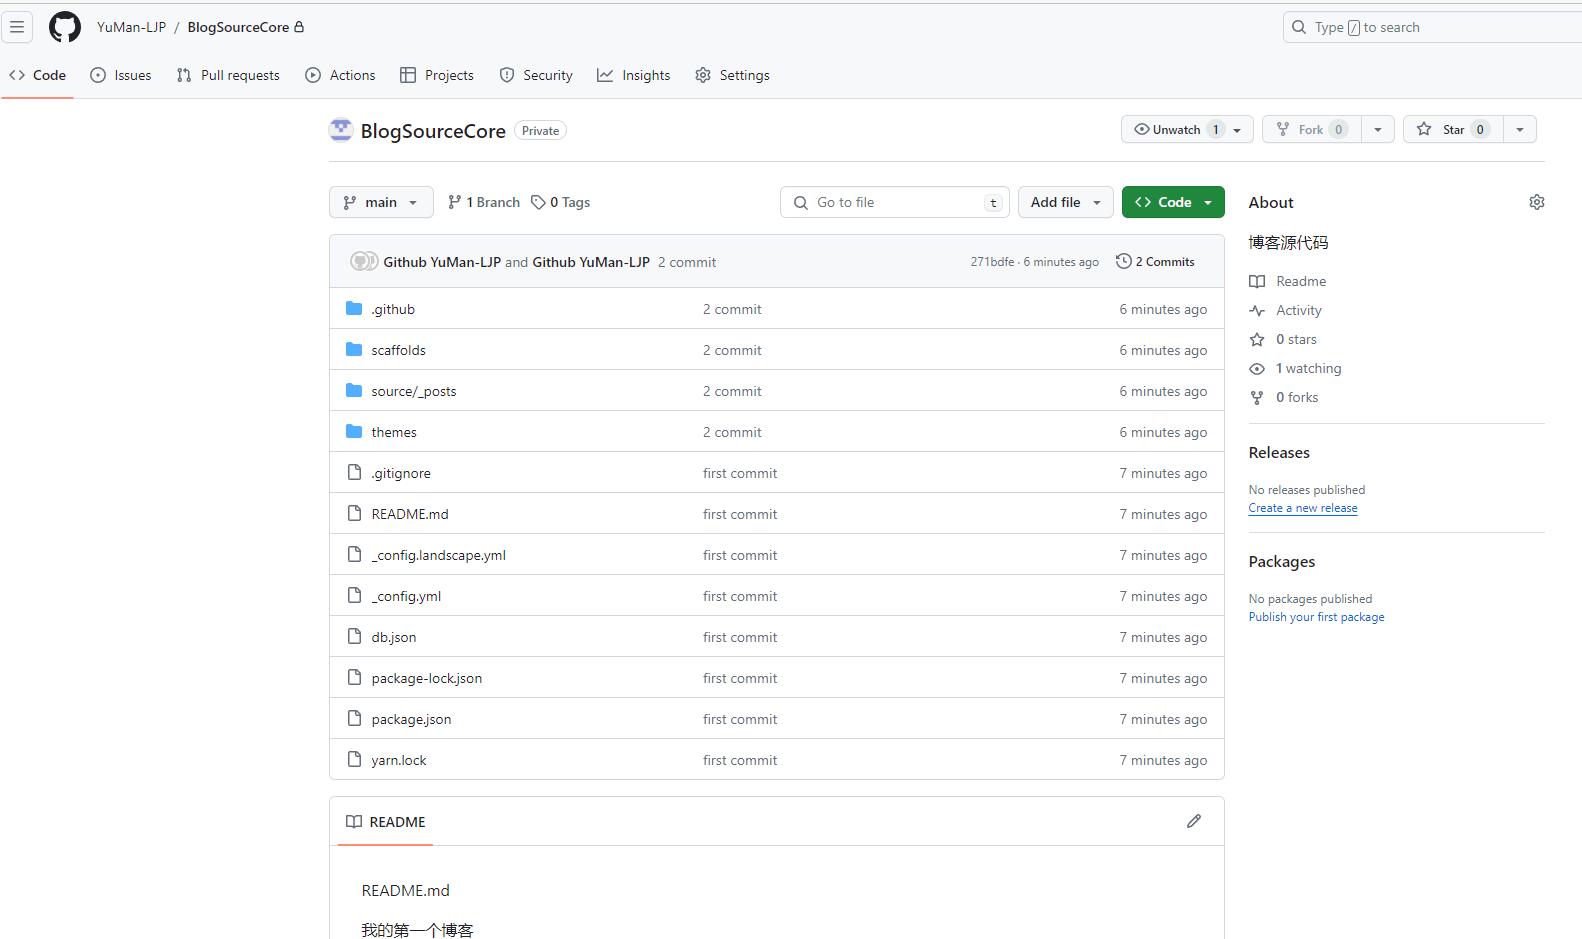 YuMan-LJP / BlogSourceCore
Type / to search
Code Issues Pull requests Actions Projects Security Insights Settings
BlogSourceCore Private
Unwatch 1 Fork 0 Star 0
main 1 Branch 0 Tags
Go to file t Add file Code
Github YuMan-LJP and Github YuMan-LJP 2 commit 271bdfe · 6 minutes ago 2 Commits
.github 2 commit 6 minutes ago
scaffolds 2 commit 6 minutes ago
source/_posts 2 commit 6 minutes ago
themes 2 commit 6 minutes ago
.gitignore first commit 7 minutes ago
README.md first commit 7 minutes ago
_config.landscape.yml first commit 7 minutes ago
_config.yml first commit 7 minutes ago
db.json first commit 7 minutes ago
package-lock.json first commit 7 minutes ago
package.json first commit 7 minutes ago
yarn.lock first commit 7 minutes ago
README
README.md
我的第一个博客
About
博客源代码
Readme
Activity
0 stars
1 watching
0 forks
Releases
No releases published
Create a new release
Packages
No packages published
Publish your first package